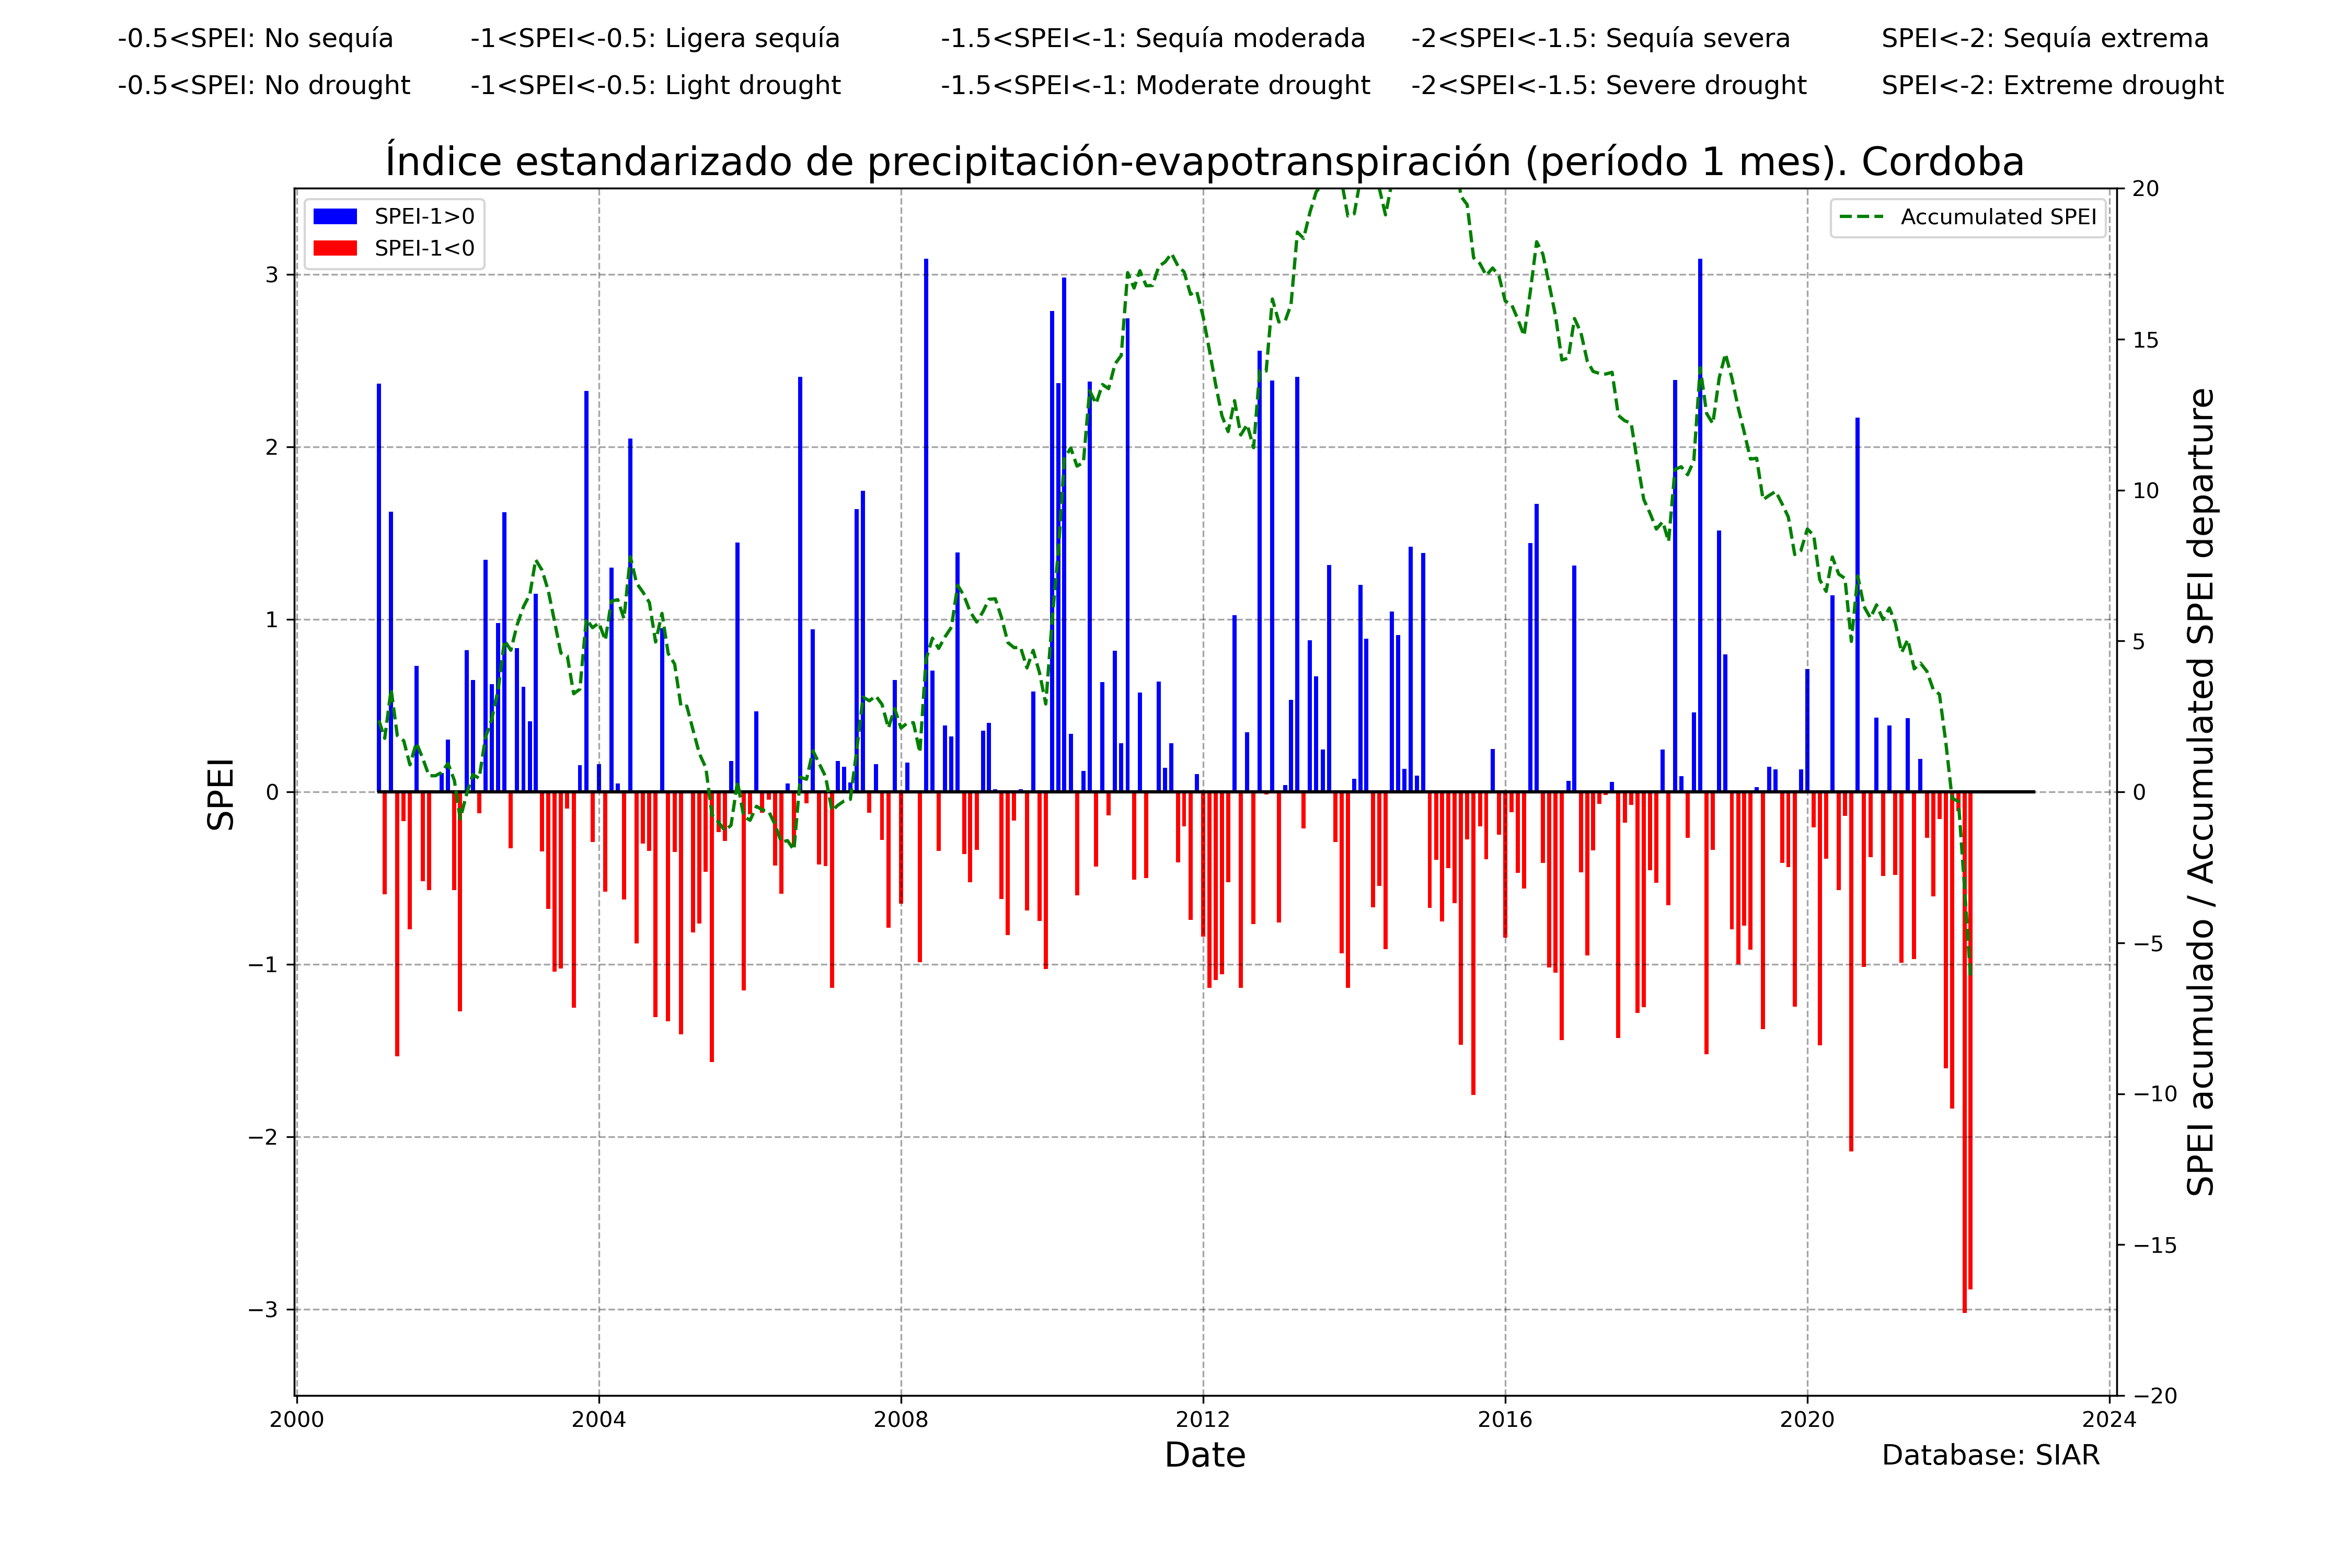 -0.5<SPEI: No sequía -1<SPEI<-0.5: Ligera sequía -1.5<SPEI<-1: Sequía moderada -2<SPEI<-1.5: Sequía severa SPEI<-2: Sequía extrema
-0.5<SPEI: No drought -1<SPEI<-0.5: Light drought -1.5<SPEI<-1: Moderate drought -2<SPEI<-1.5: Severe drought SPEI<-2: Extreme drought
Índice estandarizado de precipitación-evapotranspiración (período 1 mes). Cordoba
SPEI-1>0
SPEI-1<0
Accumulated SPEI
SPEI
3
2
1
0
−1
−2
−3
20
15
10
5
0
−5
−10
−15
−20
SPEI acumulado / Accumulated SPEI departure
2000 2004 2008 2012 2016 2020 2024
Date
Database: SIAR